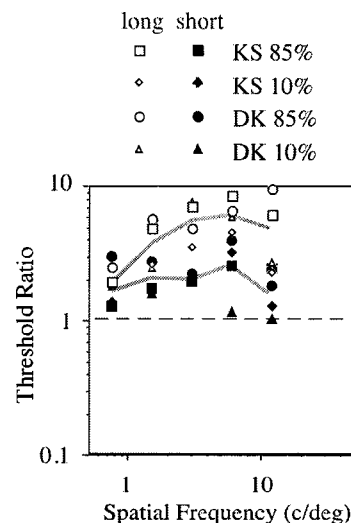 long short
KS 85%
KS 10%
DK 85%
DK 10%
10
1
0.1
Threshold Ratio
1 10
Spatial Frequency (c/deg)